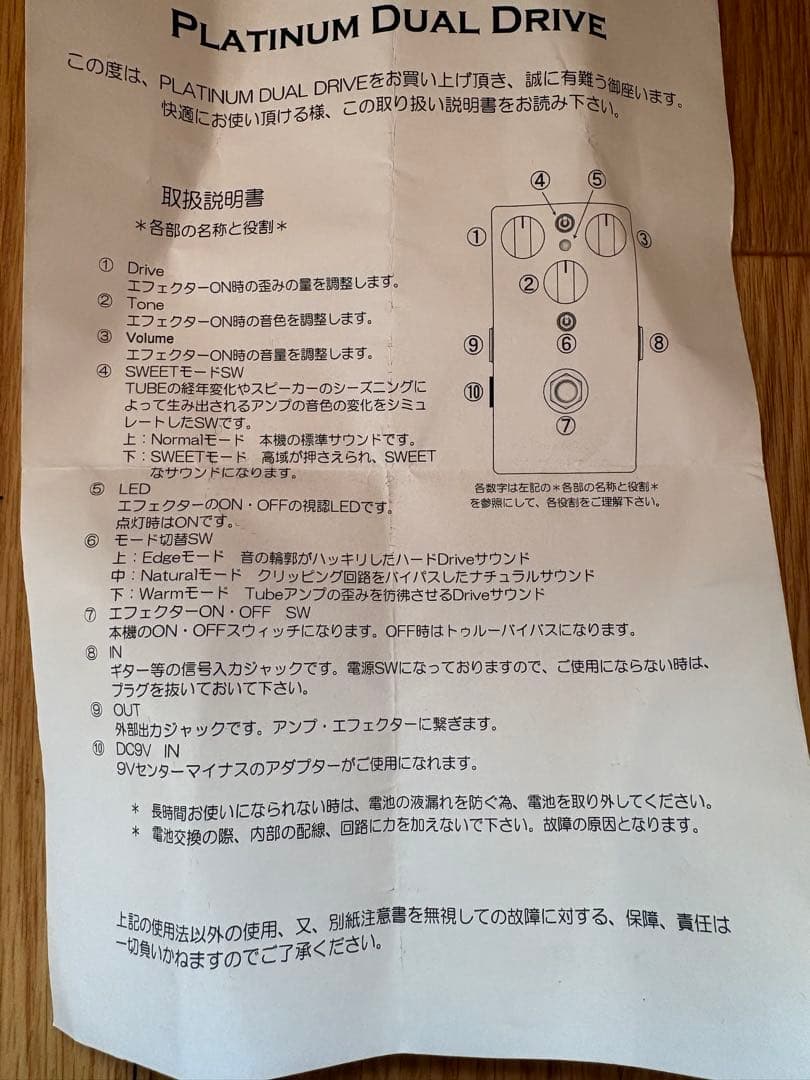 PLATINUM DUAL DRIVE
この度は、PLATINUM DUAL DRIVEをお買い上げ頂き、誠に有難う御座います。
快適にお使い頂ける様、この取り扱い説明書をお読み下さい。
取扱説明書
＊各部の名称と役割＊
① Drive
エフェクターON時の歪みの量を調整します。
② Tone
エフェクターON時の音色を調整します。
③ Volume
エフェクターON時の音量を調整します。
④ SWEETモードSW
TUBEの経年変化やスピーカーのシーズニングに
よって生み出されるアンプの音色の変化をシミュ
レートしたSWです。
上：Normalモード　本機の標準サウンドです。
下：SWEETモード　高域が押さえられ、SWEET
なサウンドになります。
⑤ LED
エフェクターのON・OFFの視認LEDです。
点灯時はONです。
⑥ モード切替SW
上：Edgeモード　音の輪郭がハッキリしたハードDriveサウンド
中：Naturalモード　クリッピング回路をバイパスしたナチュラルサウンド
下：Warmモード　Tubeアンプの歪みを彷彿させるDriveサウンド
⑦ エフェクターON・OFF　SW
本機のON・OFFスウィッチになります。OFF時はトゥルーバイパスになります。
⑧ IN
ギター等の信号入力ジャックです。電源SWになっておりますので、ご使用にならない時は、
プラグを抜いておいて下さい。
⑨ OUT
外部出力ジャックです。アンプ・エフェクターに繋ぎます。
⑩ DC9V　IN
9Vセンターマイナスのアダプターがご使用になれます。
＊ 長時間お使いになられない時は、電池の液漏れを防ぐ為、電池を取り外してください。
＊ 電池交換の際、内部の配線、回路に力を加えないで下さい。故障の原因となります。
上記の使用法以外の使用、又、別紙注意書を無視しての故障に対する、保障、責任は
一切負いかねますのでご了承ください。
④ ⑤
① ③
②
⑨ ⑥ ⑧
⑩
⑦
各数字は左記の＊各部の名称と役割＊
を参照にして、各役割をご理解下さい。